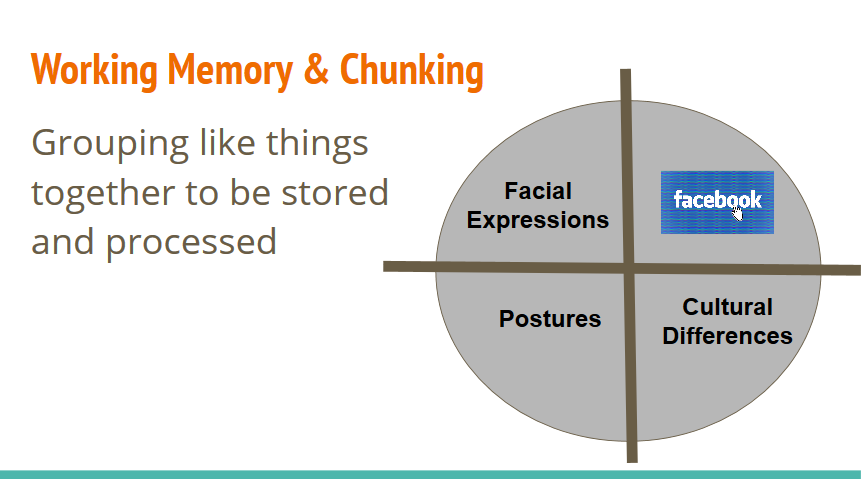 Working Memory & Chunking
Grouping like things
together to be stored
and processed
Facial
Expressions
facebook
Postures
Cultural
Differences